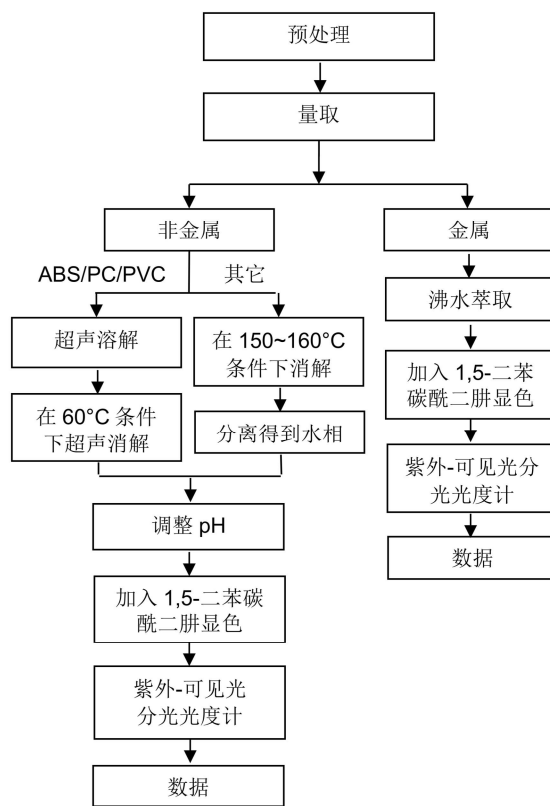 预处理
量取
非金属
金属
ABS/PC/PVC
其它
超声溶解
在 150~160°C
条件下消解
在 60°C 条件
下超声消解
分离得到水相
调整 pH
加入 1,5-二苯碳
酰二肼显色
紫外-可见光
分光光度计
数据
沸水萃取
加入 1,5-二苯
碳酰二肼显色
紫外-可见光分
光光度计
数据